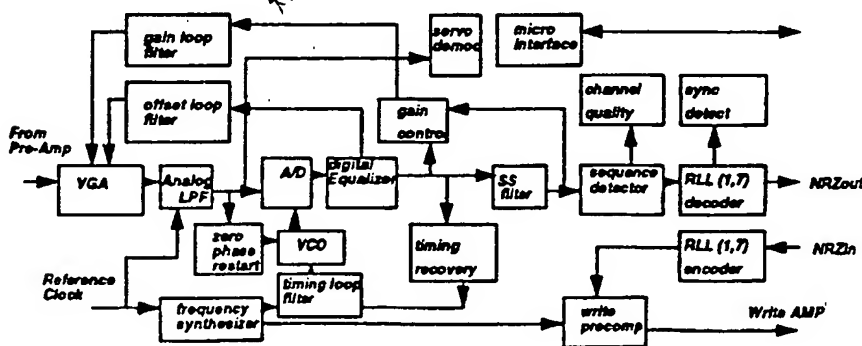 gain loop
filter
servo
demod
micro
interface
offset loop
filter
gain
control
channel
quality
sync
detect
From
Pre-Amp
VGA
Analog
LPF
A/D
digital
Equalizer
SS
filter
sequence
detector
RLL (1,7)
decoder
NRZout
zero
phase
restart
VCO
timing
recovery
RLL (1,7)
encoder
NRZin
Reference
Clock
timing loop
filter
frequency
synthesizer
write
precomp
Write AMP